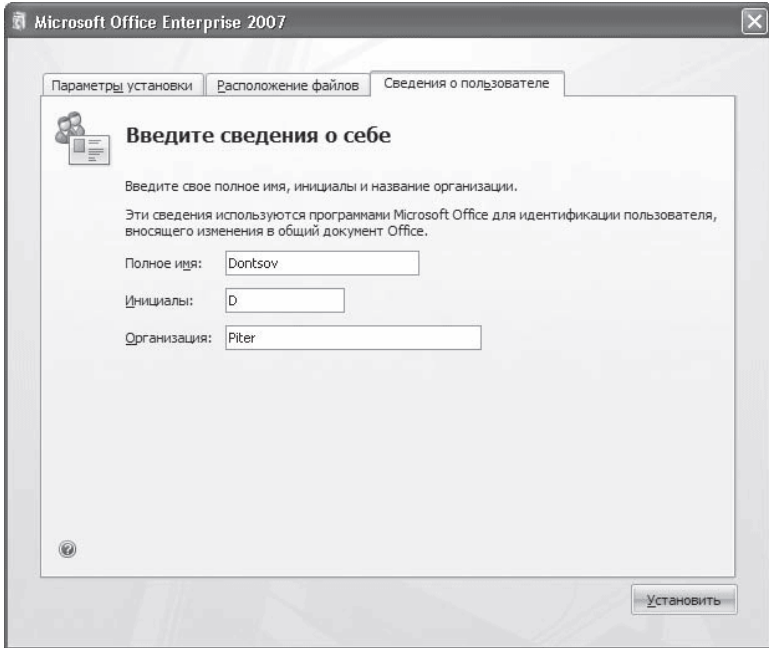 Microsoft Office Enterprise 2007
Параметры установки
Расположение файлов
Сведения о пользователе
Введите сведения о себе
Введите свое полное имя, инициалы и название организации.
Эти сведения используются программами Microsoft Office для идентификации пользователя,
вносящего изменения в общий документ Office.
Полное имя: Dontsov
Инициалы: D
Организация: Piter
Установить